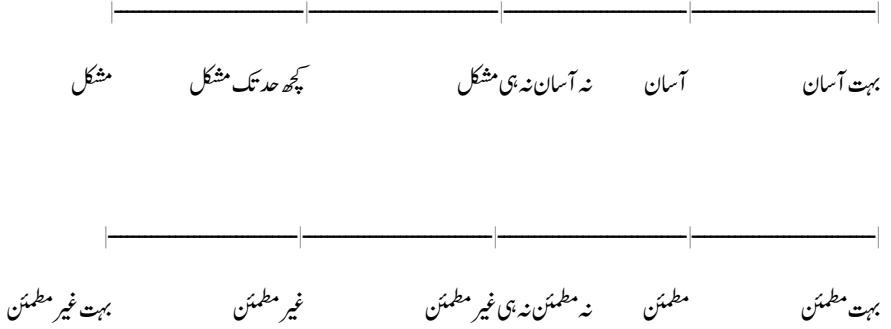 بہت آسان آسان نہ آسان نہ ہی مشکل کچھ حد تک مشکل مشکل
بہت مطمئن مطمئن نہ مطمئن نہ ہی غیر مطمئن غیر مطمئن بہت غیر مطمئن